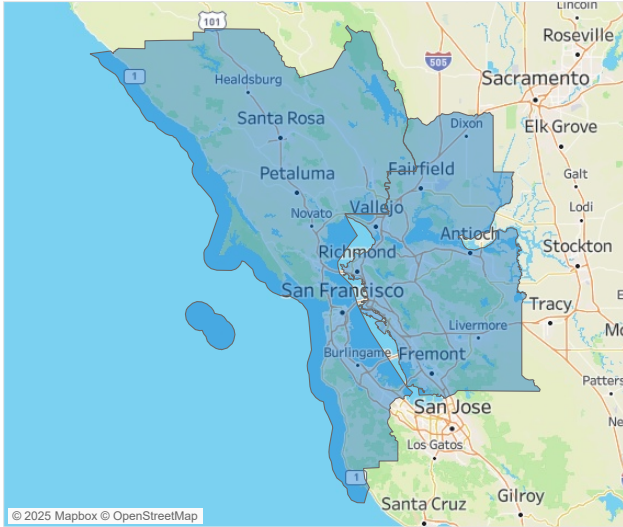 Lincoln
101
Roseville
505
1
Healdsburg
Sacramento
Santa Rosa
Dixon
Elk Grove
Petaluma
Fairfield
Galt
Novato
Vallejo
Lodi
Antioch
Stockton
Richmond
San Francisco
Tracy
Livermore
Burlingame
Fremont
Patters
San Jose
Los Gatos
1
Santa Cruz
Gilroy
© 2025 Mapbox © OpenStreetMap